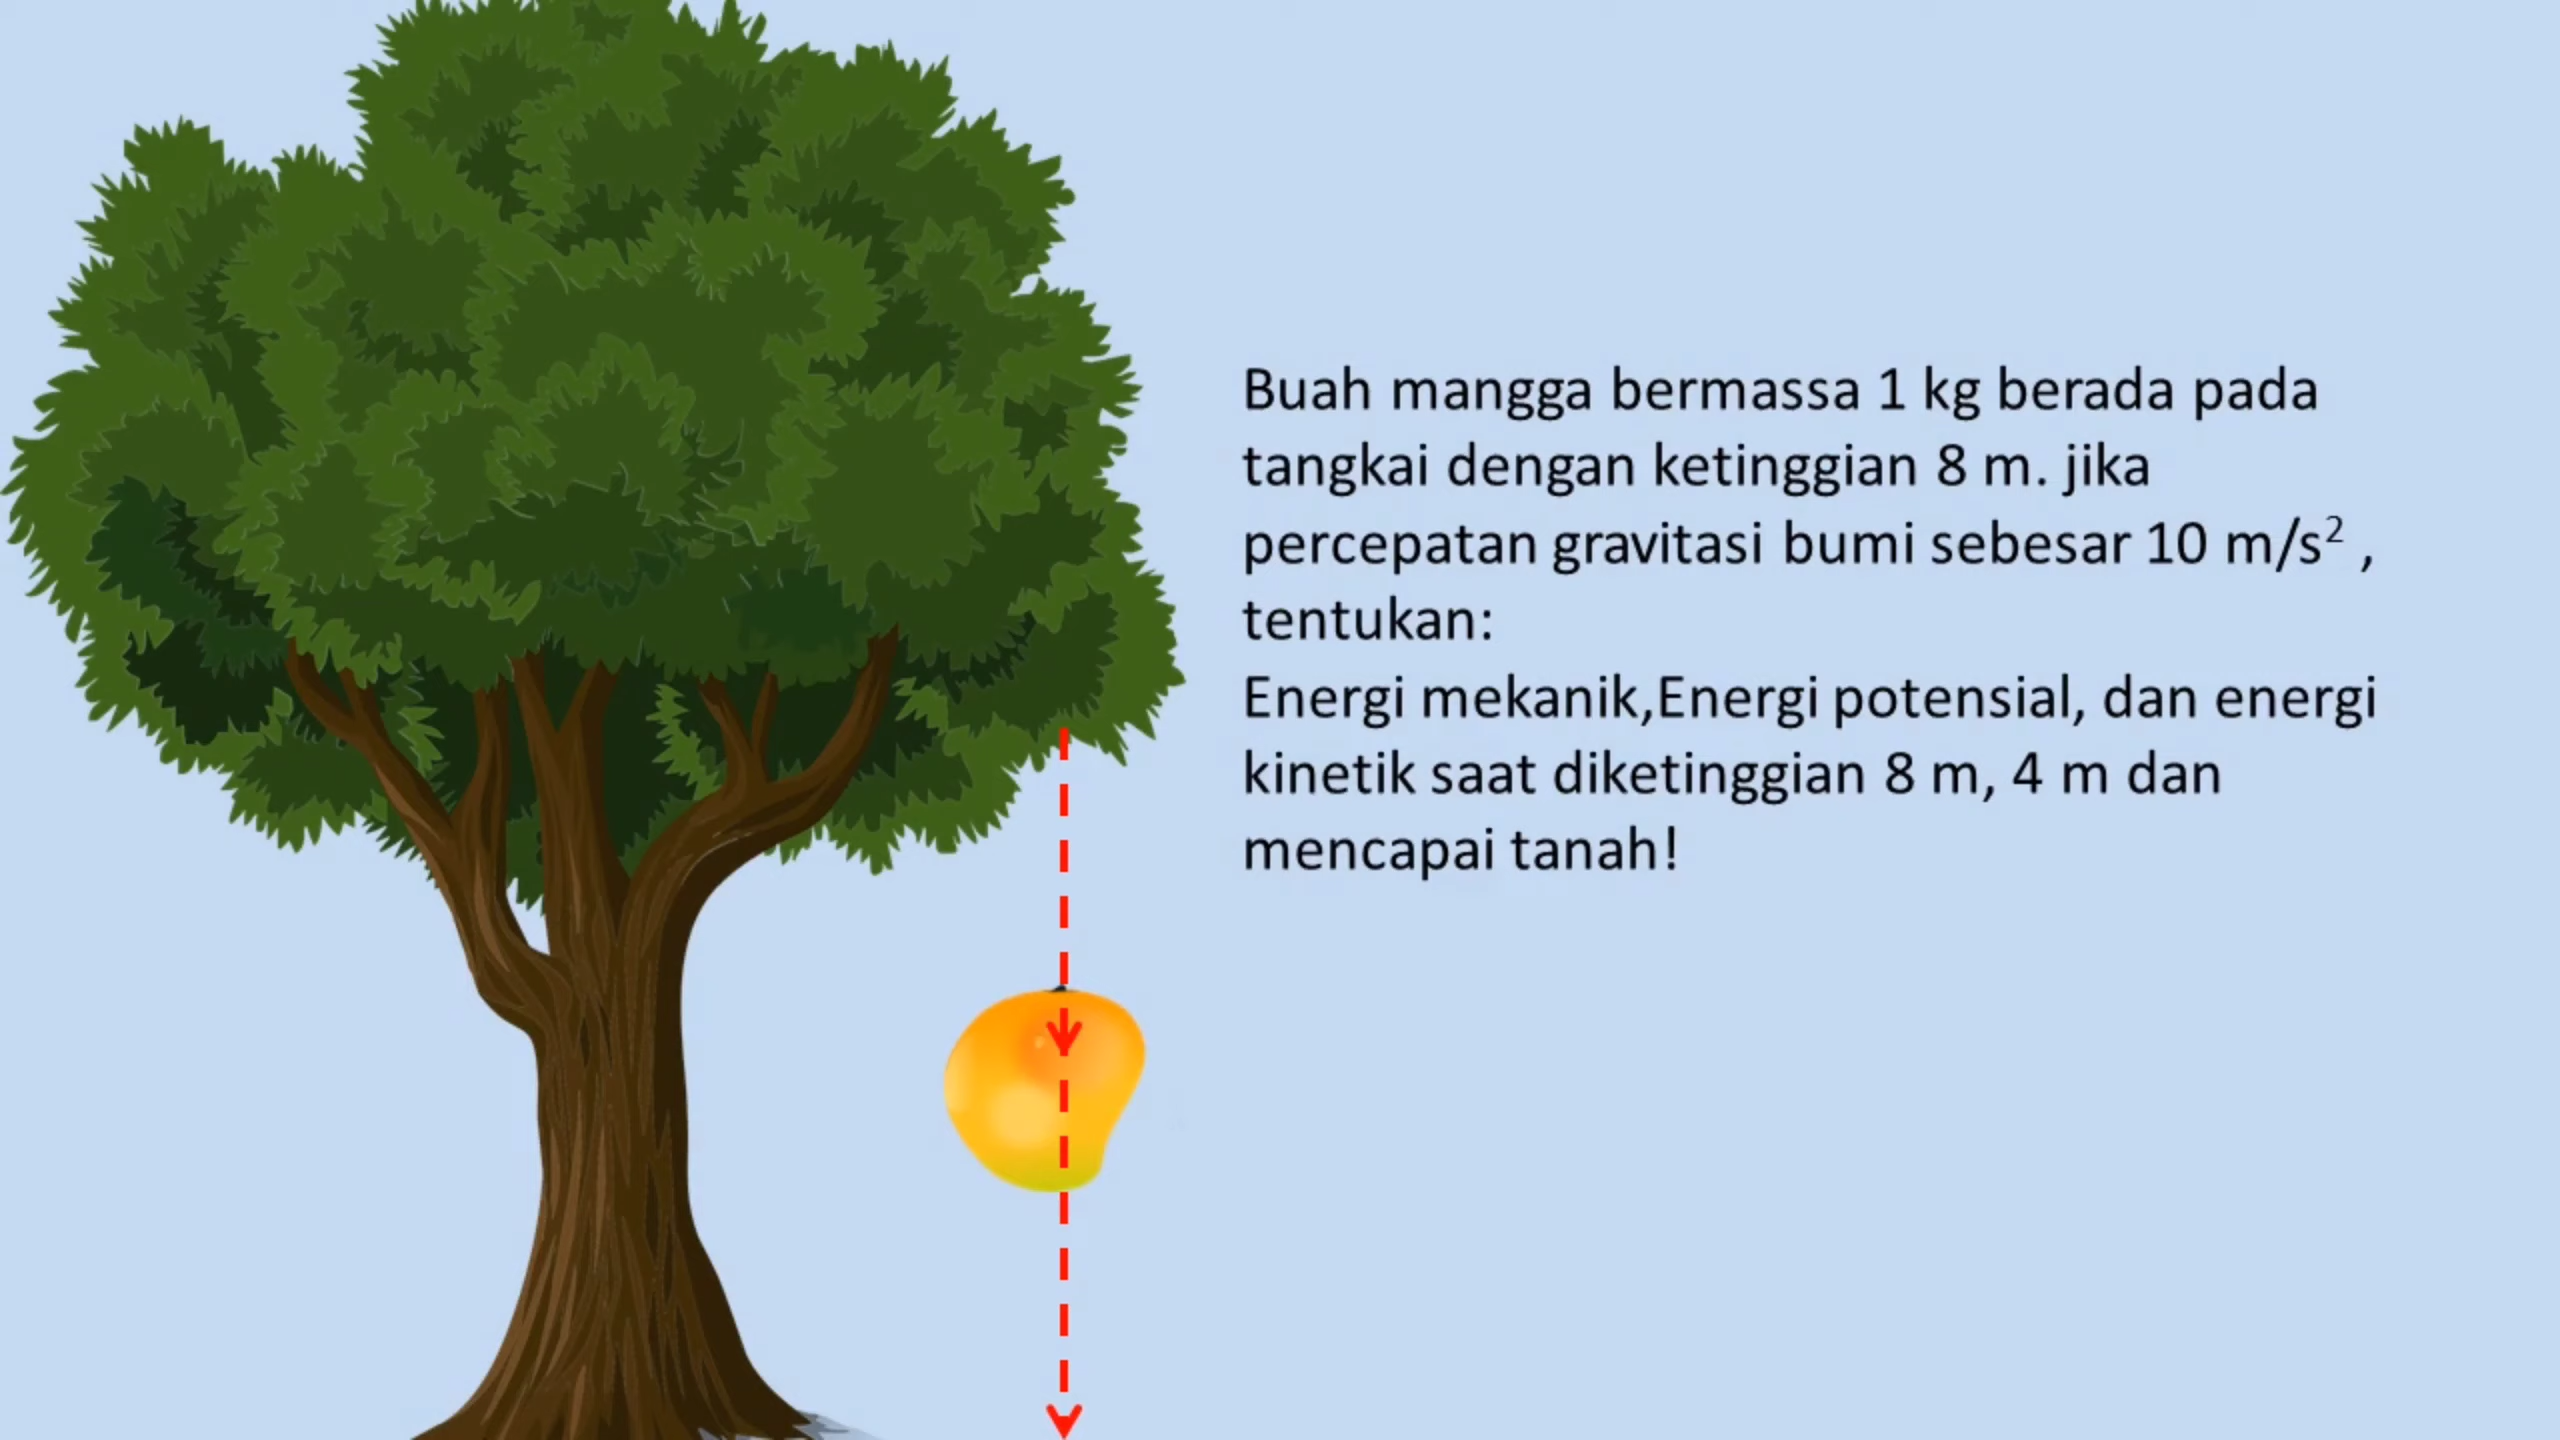 Buah mangga bermassa 1 kg berada pada
tangkai dengan ketinggian 8 m. jika
percepatan gravitasi bumi sebesar 10 m/s² ,
tentukan:
Energi mekanik,Energi potensial, dan energi
kinetik saat diketinggian 8 m, 4 m dan
mencapai tanah!